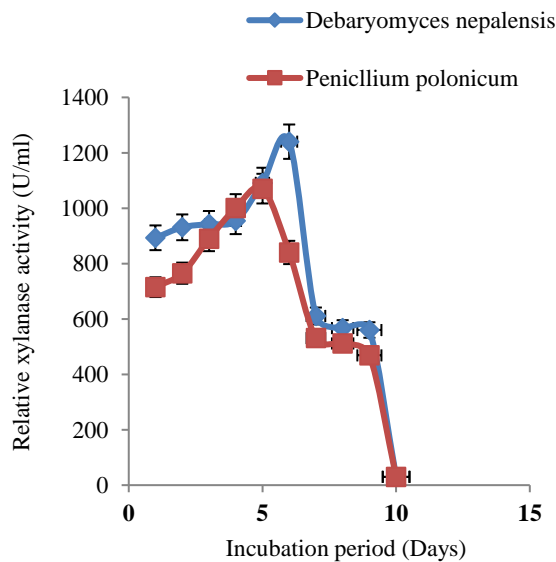 Debaryomyces nepalensis
Penicllium polonicum
Relative xylanase activity (U/ml)
1400
1200
1000
800
600
400
200
0
0 5 10 15
Incubation period (Days)